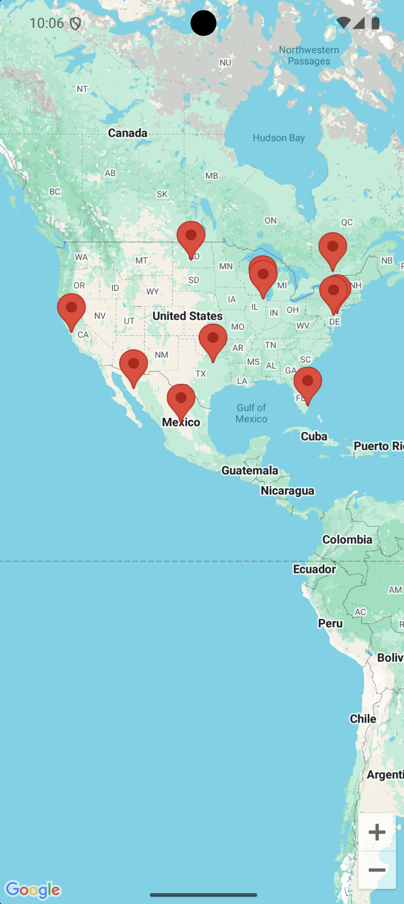 10:06
Northwestern
Passages
NU
NT
Canada
Hudson Bay
AB
MB
BC
SK
ON
QC
WA
MT
MN
NB
OR
ID
SD
MI
NH
WY
IA
NV
IL
IN
OH
DE
United States
UT
CA
MO
WV
NM
AR
TN
TX
MS
AL
SC
GA
LA
FL
Gulf of
Mexico
Mexico
Cuba
Puerto Ri
Guatemala
Nicaragua
Colombia
Ecuador
AM
AC
Peru
Boliv
Chile
Argenti
+
−
Google